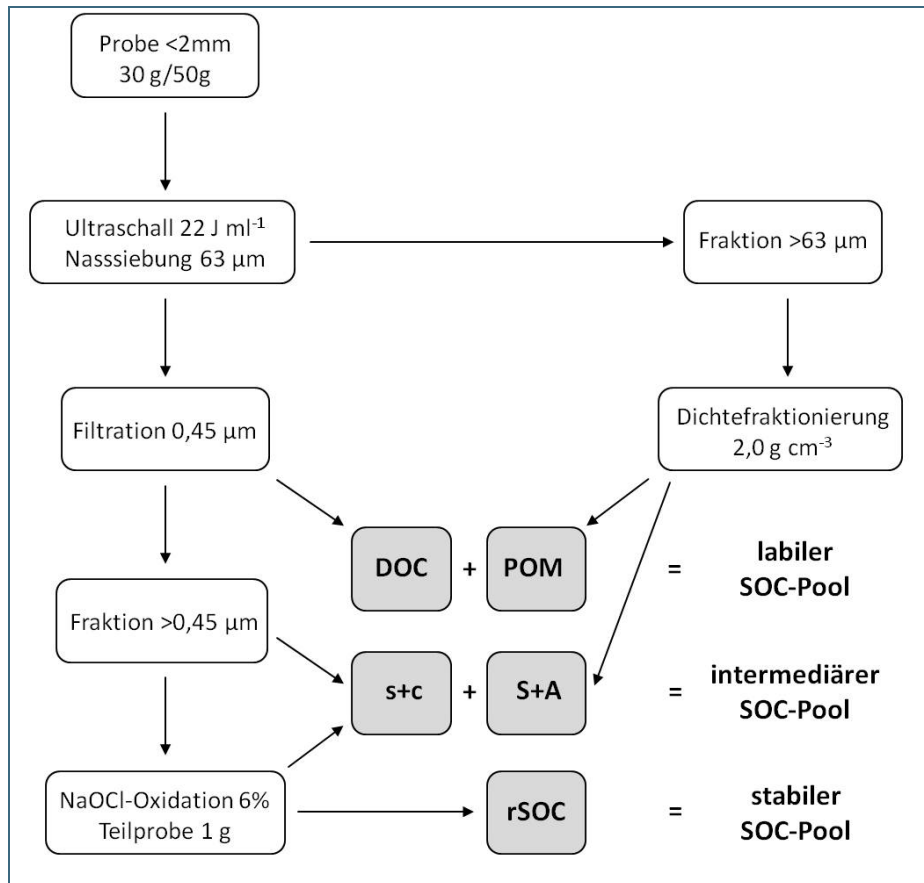 Probe <2mm
30 g/50g
Ultraschall 22 J ml⁻¹
Nasssiebung 63 µm
Fraktion >63 µm
Filtration 0,45 µm
Dichtefraktionierung
2,0 g cm⁻³
DOC + POM = labiler
SOC-Pool
Fraktion >0,45 µm
s+c + S+A = intermediärer
SOC-Pool
NaOCl-Oxidation 6%
Teilprobe 1 g
rSOC = stabiler
SOC-Pool